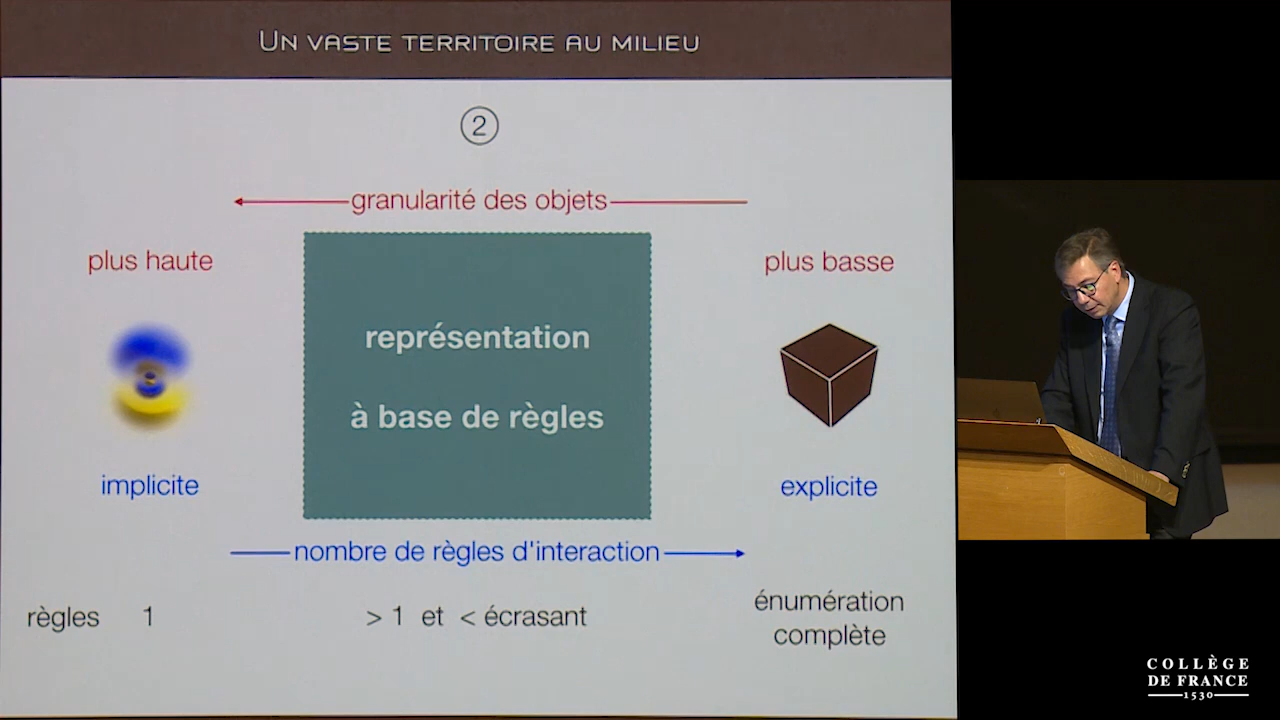 UN VASTE TERRITOIRE AU MILIEU
2
granularité des objets
plus haute
plus basse
représentation
à base de règles
implicite
explicite
nombre de règles d'interaction
règles 1
> 1 et < écrasant
énumération
complète
COLLÈGE
DE FRANCE
1530